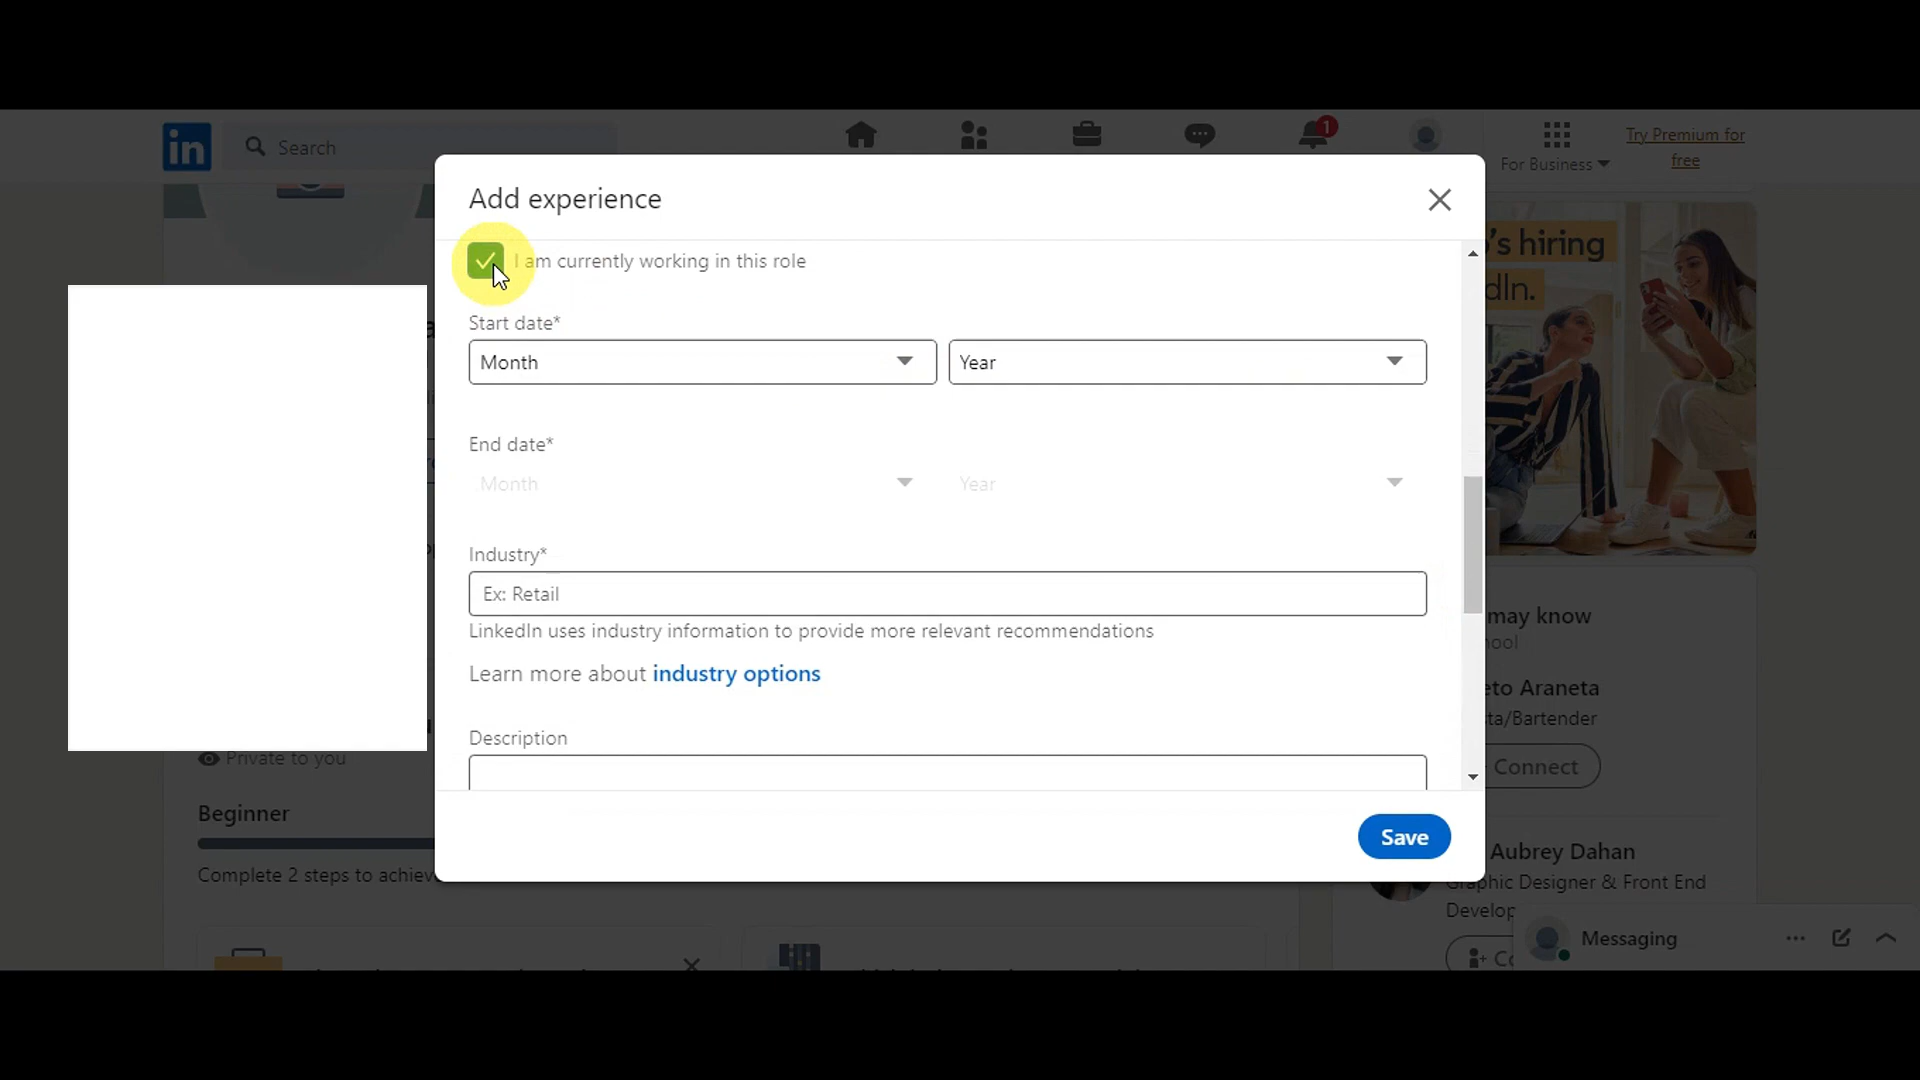 in
Search
1
For Business
Try Premium for
free
Add experience
's hiring
dIn.
I am currently working in this role
Start date*
Month
Year
End date*
Month
Year
Industry*
Ex: Retail
LinkedIn uses industry information to provide more relevant recommendations
Learn more about industry options
Description
Save
may know
eto Araneta
sta/Bartender
Connect
Private to you
Beginner
Complete 2 steps to achiev
Aubrey Dahan
Graphic Designer & Front End
Develop
Messaging